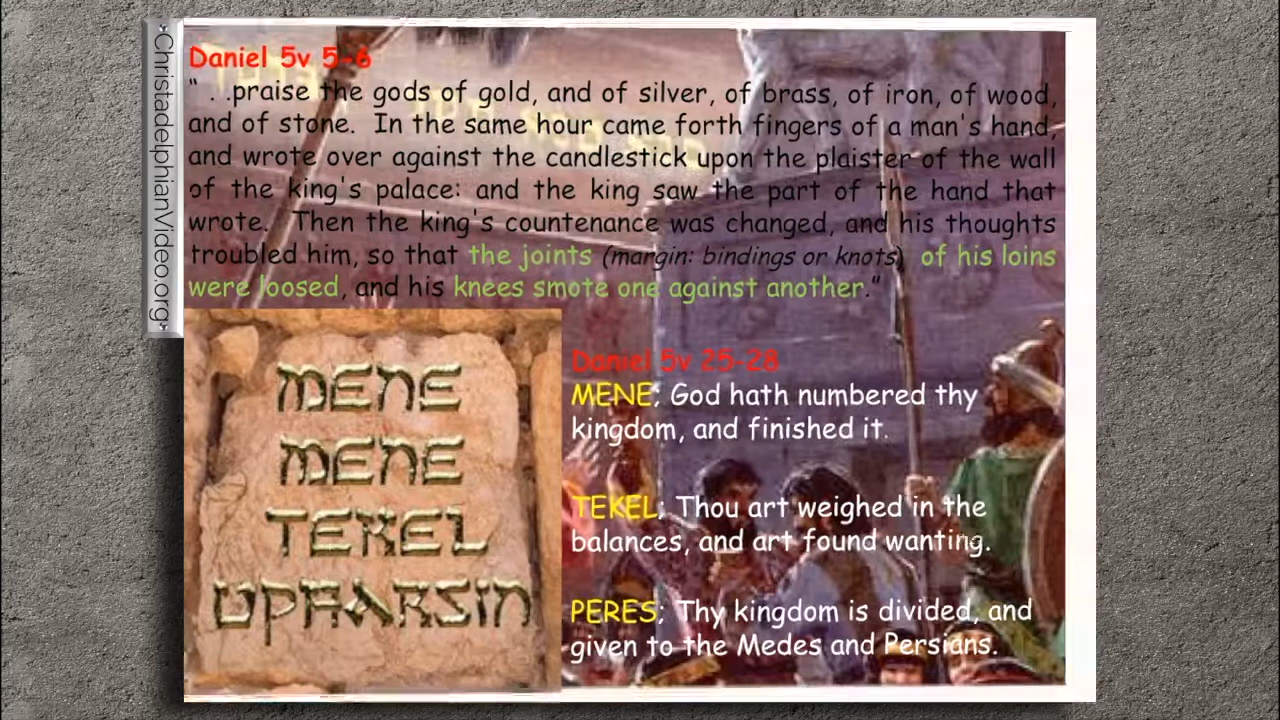 ChristadelphianVideo.org
Daniel 5v 5-6
" . .praise the gods of gold, and of silver, of brass, of iron, of wood,
and of stone. In the same hour came forth fingers of a man's hand,
and wrote over against the candlestick upon the plaister of the wall
of the king's palace: and the king saw the part of the hand that
wrote. Then the king's countenance was changed, and his thoughts
troubled him, so that the joints (margin: bindings or knots) of his loins
were loosed, and his knees smote one against another."
MENE
MENE
TEKEL
UPHARSIN
Daniel 5v 25-28
MENE; God hath numbered thy
kingdom, and finished it.
TEKEL; Thou art weighed in the
balances, and art found wanting.
PERES; Thy kingdom is divided, and
given to the Medes and Persians.